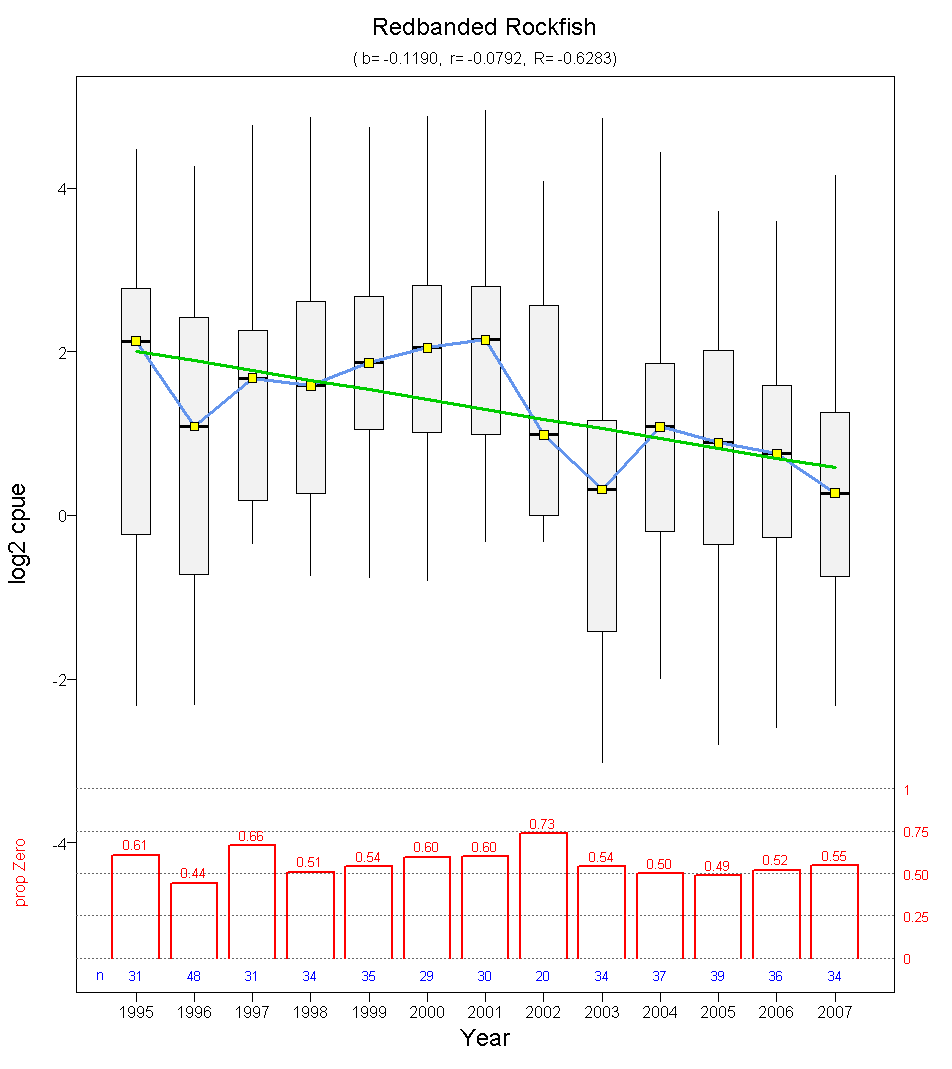 Redbanded Rockfish
( b= -0.1190, r= -0.0792, R= -0.6283)
4
2
0
-2
-4
log2 cpue
prop Zero
1
0.75
0.50
0.25
0
0.61 0.44 0.66 0.51 0.54 0.60 0.60 0.73 0.54 0.50 0.49 0.52 0.55
n 31 48 31 34 35 29 30 20 34 37 39 36 34
1995 1996 1997 1998 1999 2000 2001 2002 2003 2004 2005 2006 2007
Year